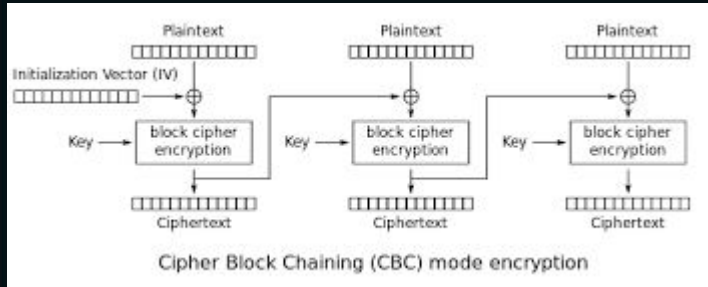 Plaintext
Plaintext
Plaintext
Initialization Vector (IV)
Key
block cipher
encryption
Key
block cipher
encryption
Key
block cipher
encryption
Ciphertext
Ciphertext
Ciphertext
Cipher Block Chaining (CBC) mode encryption